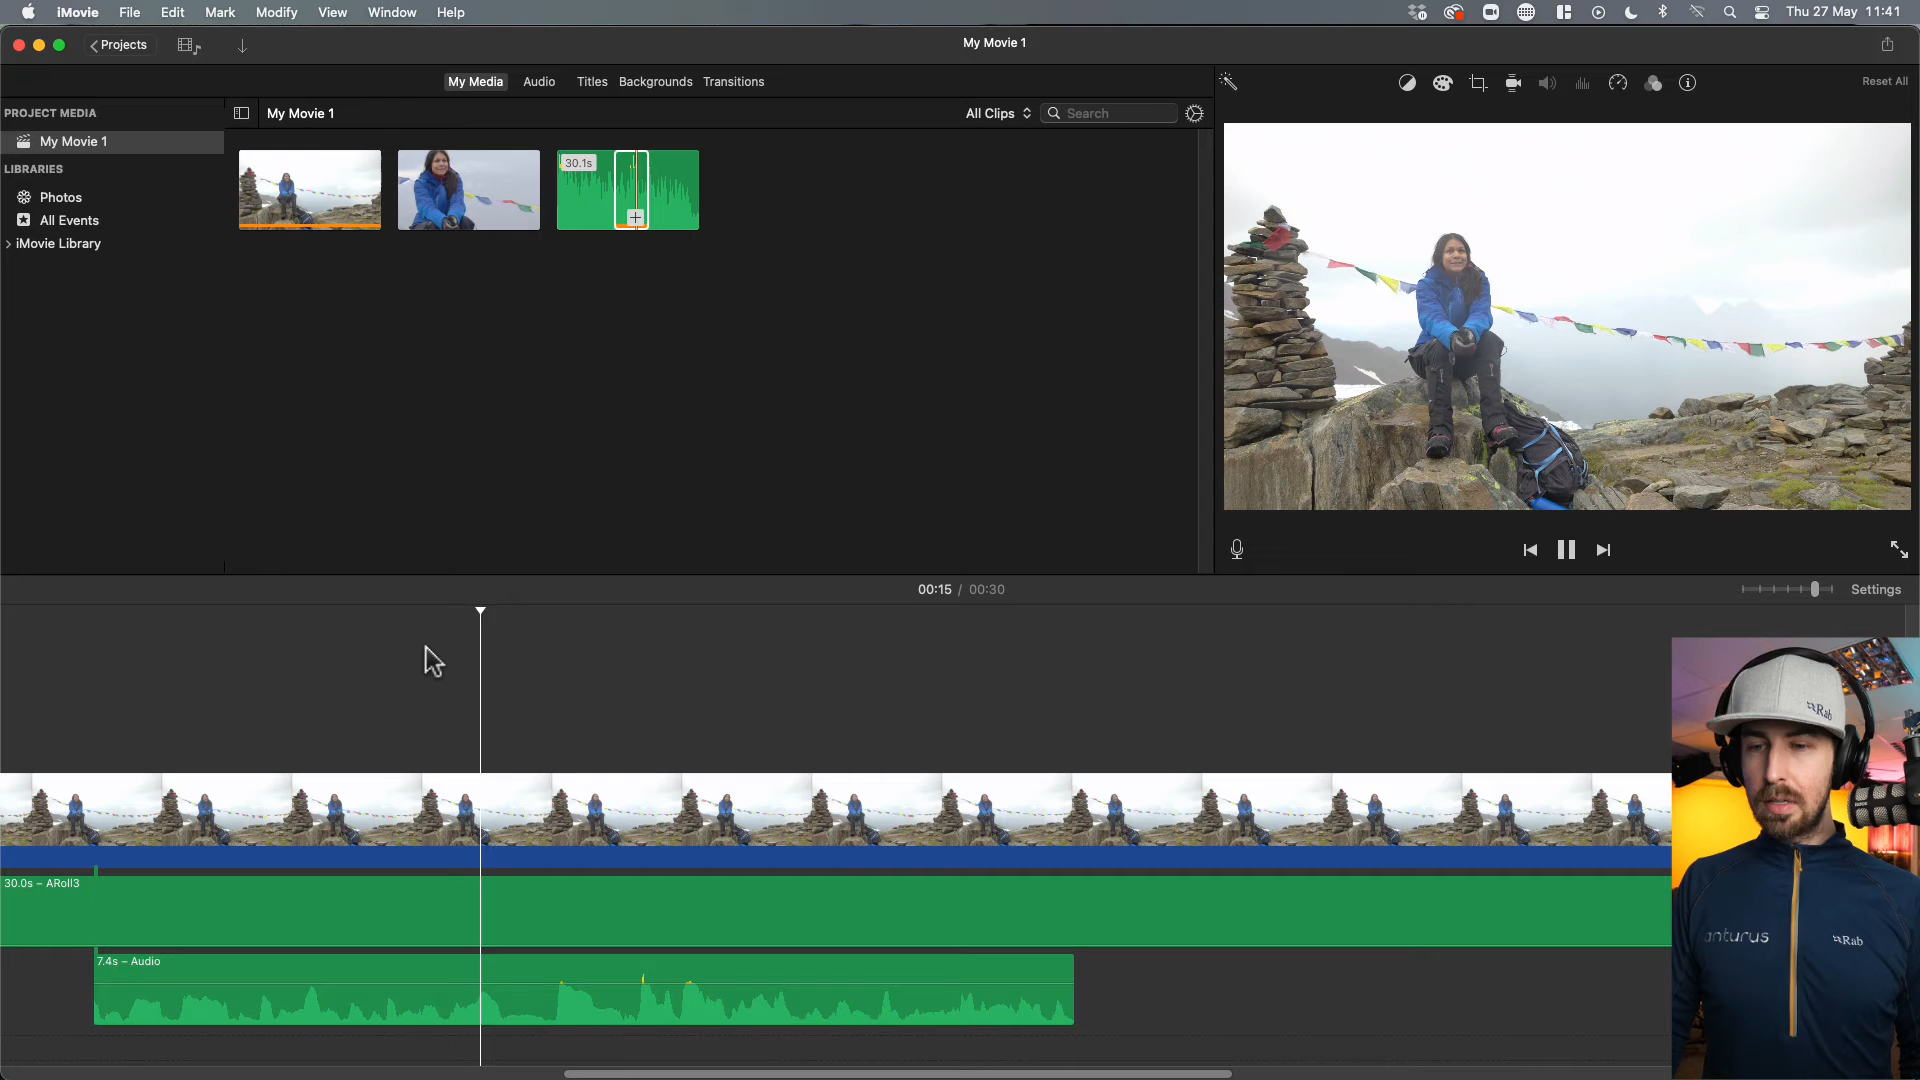 iMovie File Edit Mark Modify View Window Help Thu 27 May 11:41
Projects My Movie 1
My Media Audio Titles Backgrounds Transitions Reset All
PROJECT MEDIA My Movie 1 All Clips Search
My Movie 1
LIBRARIES
Photos
All Events
iMovie Library
30.1s
00:15 / 00:30 Settings
30.0s – ARoll3
7.4s – Audio
Rab
anturus Rab